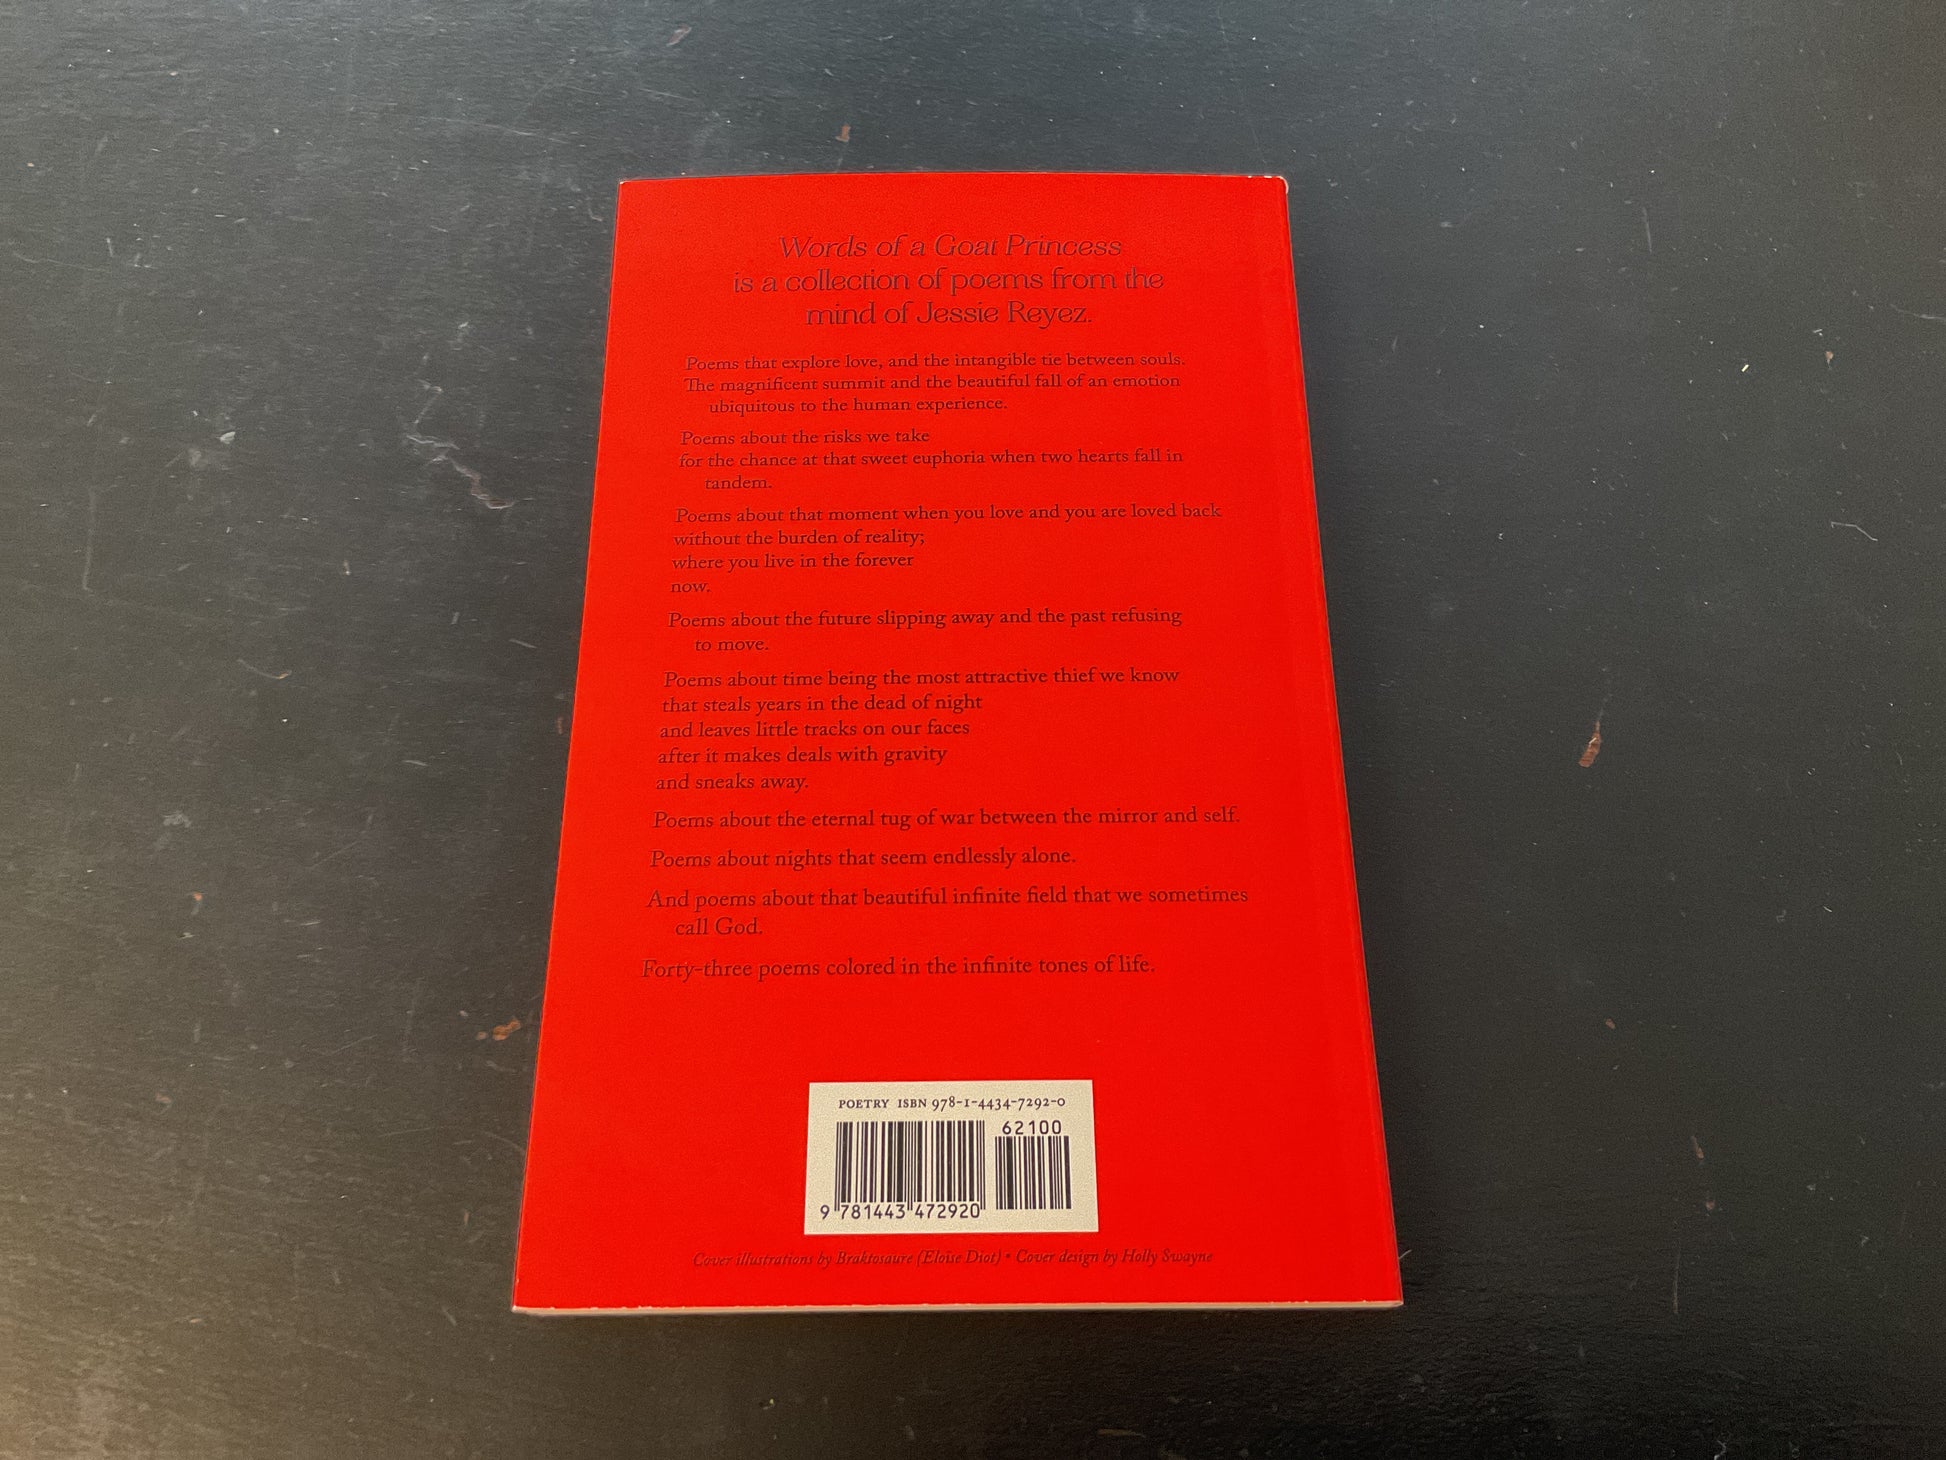 Words of a Goat Princess
is a collection of poems from the
mind of Jessie Reyez.
Poems that explore love, and the intangible tie between souls.
The magnificent summit and the beautiful fall of an emotion
ubiquitous to the human experience.
Poems about the risks we take
for the chance at that sweet euphoria when two hearts fall in
tandem.
Poems about that moment when you love and you are loved back
without the burden of reality;
where you live in the forever
now.
Poems about the future slipping away and the past refusing
to move.
Poems about time being the most attractive thief we know
that steals years in the dead of night
and leaves little tracks on our faces
after it makes deals with gravity
and sneaks away.
Poems about the eternal tug of war between the mirror and self.
Poems about nights that seem endlessly alone.
And poems about that beautiful infinite field that we sometimes
call God.
Forty-three poems colored in the infinite tones of life.
POETRY ISBN 978-1-4434-7292-0
62100
9 781443 472920
Cover illustrations by Braktosaure (Eloïse Diot) • Cover design by Holly Swayne